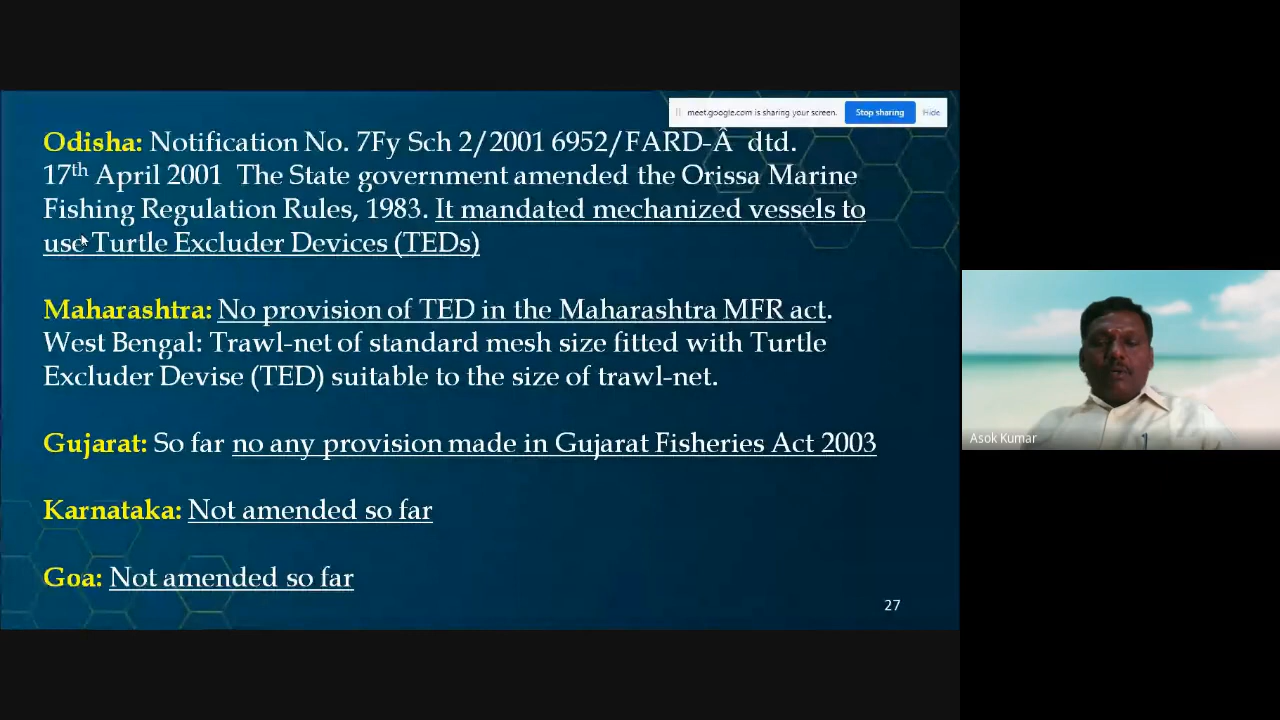 meet.google.com is sharing your screen. Stop sharing Hide
Odisha: Notification No. 7Fy Sch 2/2001 6952/FARD-Â dtd.
17th April 2001 The State government amended the Orissa Marine
Fishing Regulation Rules, 1983. It mandated mechanized vessels to
use Turtle Excluder Devices (TEDs)
Maharashtra: No provision of TED in the Maharashtra MFR act.
West Bengal: Trawl-net of standard mesh size fitted with Turtle
Excluder Devise (TED) suitable to the size of trawl-net.
Gujarat: So far no any provision made in Gujarat Fisheries Act 2003
Karnataka: Not amended so far
Goa: Not amended so far
27
Asok Kumar